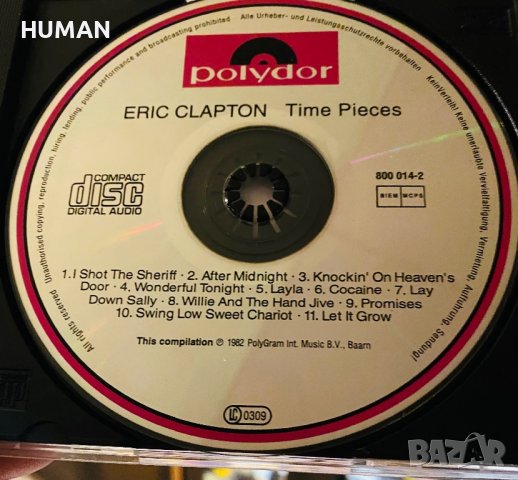 HUMAN
Unauthorised copying, reproduction, hiring, lending, public performance and broadcasting prohibited
Alle Urheber- und Leistungsschutzrechte vorbehalten
KeinVerleih! Keine unerlaubte Vervielfältigung, Vermietung, Aufführung, Sendung!
All rights reserved.
polydor
ERIC CLAPTON Time Pieces
COMPACT
disc
DIGITAL AUDIO
800 014-2
BIEM MCPS
1. I Shot The Sheriff · 2. After Midnight · 3. Knockin' On Heaven's
Door · 4. Wonderful Tonight · 5. Layla · 6. Cocaine · 7. Lay
Down Sally · 8. Willie And The Hand Jive · 9. Promises
10. Swing Low Sweet Chariot · 11. Let It Grow
This compilation ℗ 1982 PolyGram Int. Music B.V., Baarn
LC 0309
BAZAR
bg